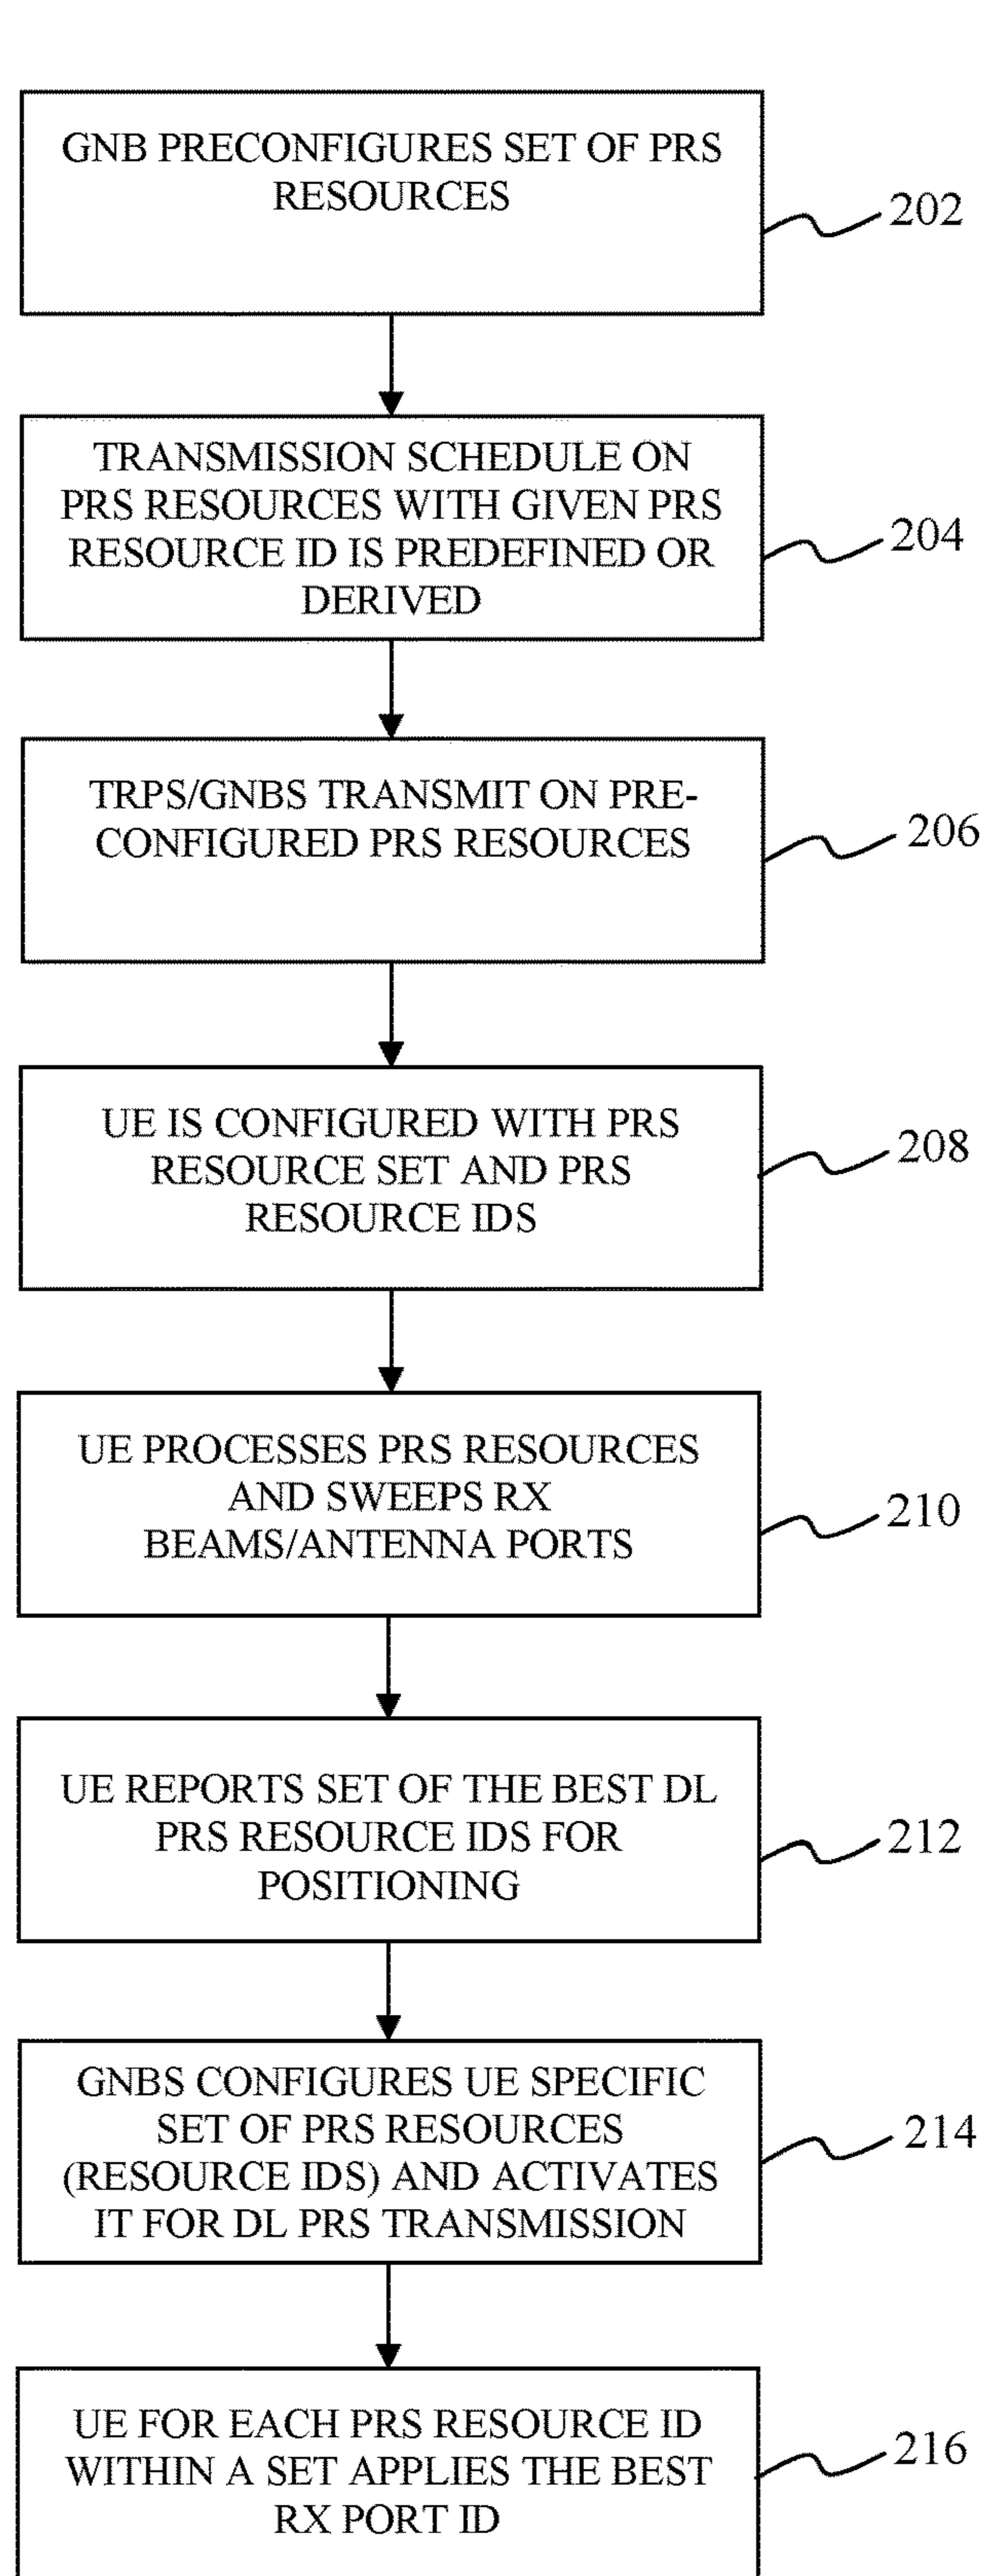 GNB PRECONFIGURES SET OF PRS
RESOURCES
202
TRANSMISSION SCHEDULE ON
PRS RESOURCES WITH GIVEN PRS
RESOURCE ID IS PREDEFINED OR
DERIVED
204
TRPS/GNBS TRANSMIT ON PRE-
CONFIGURED PRS RESOURCES
206
UE IS CONFIGURED WITH PRS
RESOURCE SET AND PRS
RESOURCE IDS
208
UE PROCESSES PRS RESOURCES
AND SWEEPS RX
BEAMS/ANTENNA PORTS
210
UE REPORTS SET OF THE BEST DL
PRS RESOURCE IDS FOR
POSITIONING
212
GNBS CONFIGURES UE SPECIFIC
SET OF PRS RESOURCES
(RESOURCE IDS) AND ACTIVATES
IT FOR DL PRS TRANSMISSION
214
UE FOR EACH PRS RESOURCE ID
WITHIN A SET APPLIES THE BEST
RX PORT ID
216